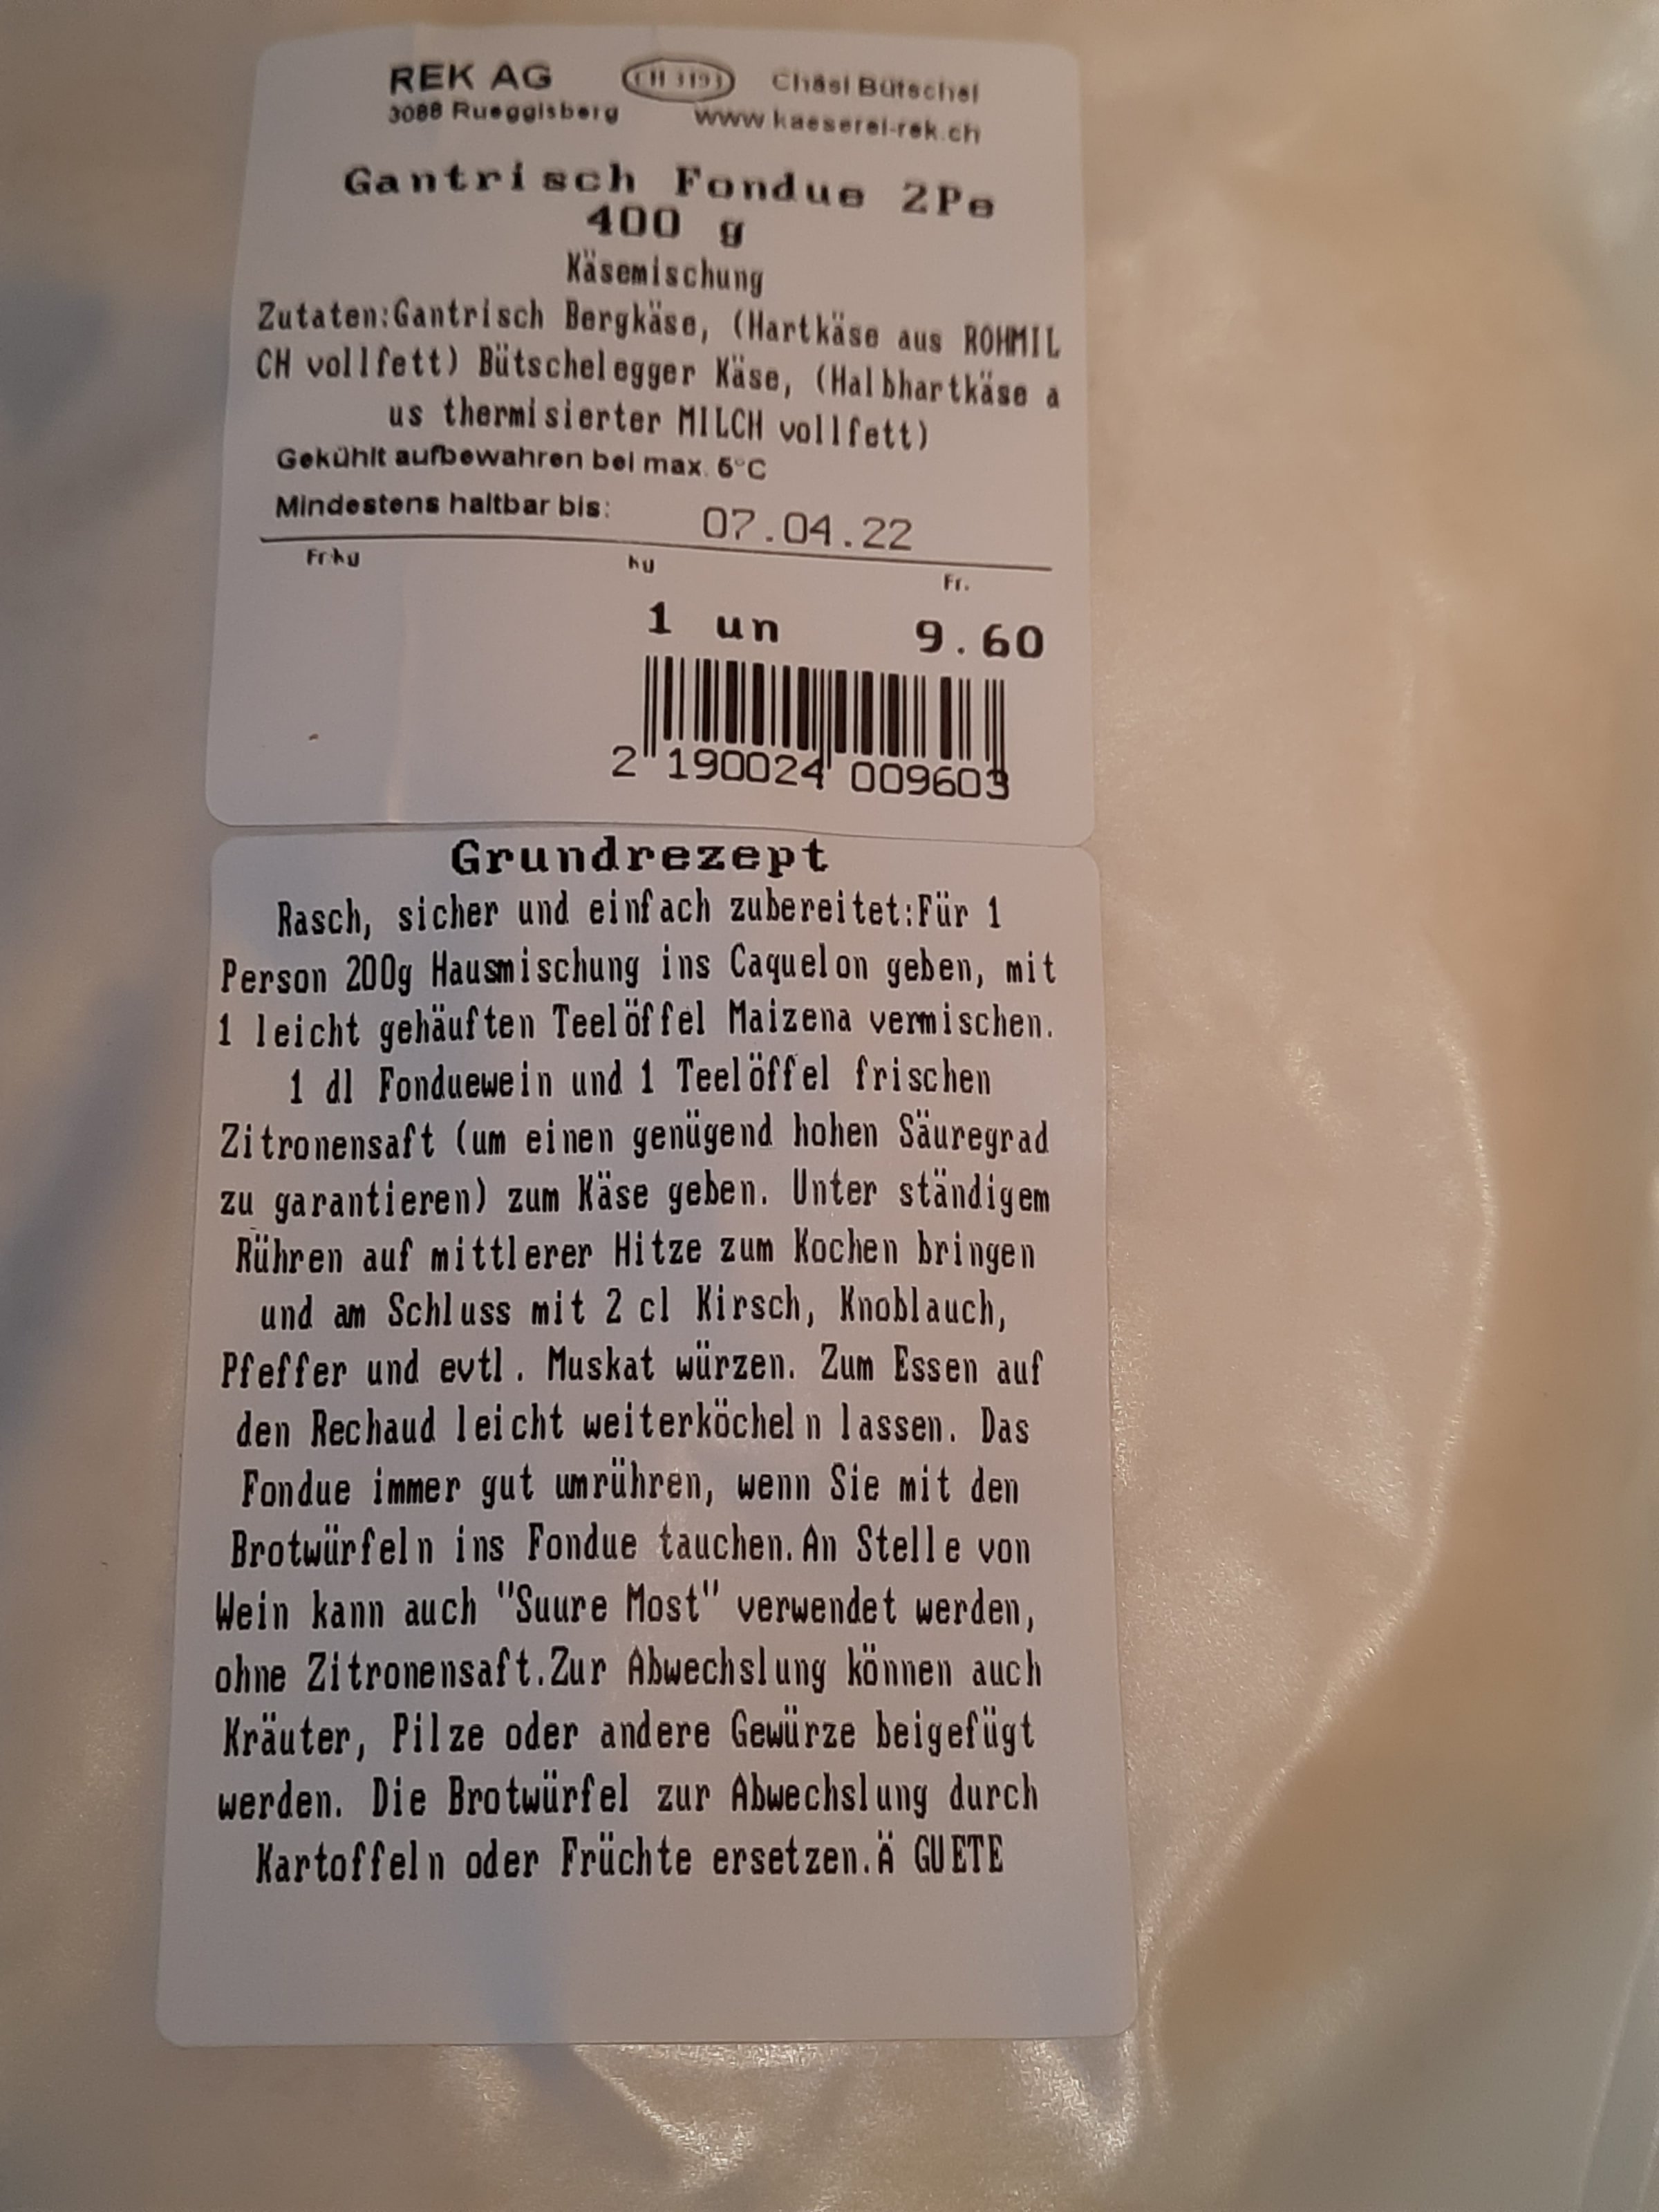 REK AG
CH 3193
Chäsi Bütschel
3088 Rueggisberg
www.kaeserei-rek.ch
Gantrisch Fondue 2Pe
400 g
Käsemischung
Zutaten:Gantrisch Bergkäse, (Hartkäse aus ROHMIL
CH vollfett) Bütschelegger Käse, (Halbhartkäse a
us thermisierter MILCH vollfett)
Gekühlt aufbewahren bei max. 5°C
Mindestens haltbar bis: 07.04.22
Fr/kg kg Fr.
1 un 9.60
2 190024 009603
Grundrezept
Rasch, sicher und einfach zubereitet:Für 1
Person 200g Hausmischung ins Caquelon geben, mit
1 leicht gehäuften Teelöffel Maizena vermischen.
1 dl Fonduewein und 1 Teelöffel frischen
Zitronensaft (um einen genügend hohen Säuregrad
zu garantieren) zum Käse geben. Unter ständigem
Rühren auf mittlerer Hitze zum Kochen bringen
und am Schluss mit 2 cl Kirsch, Knoblauch,
Pfeffer und evtl. Muskat würzen. Zum Essen auf
den Rechaud leicht weiterköcheln lassen. Das
Fondue immer gut umrühren, wenn Sie mit den
Brotwürfeln ins Fondue tauchen.An Stelle von
Wein kann auch "Suure Most" verwendet werden,
ohne Zitronensaft.Zur Abwechslung können auch
Kräuter, Pilze oder andere Gewürze beigefügt
werden. Die Brotwürfel zur Abwechslung durch
Kartoffeln oder Früchte ersetzen.Ä GUETE